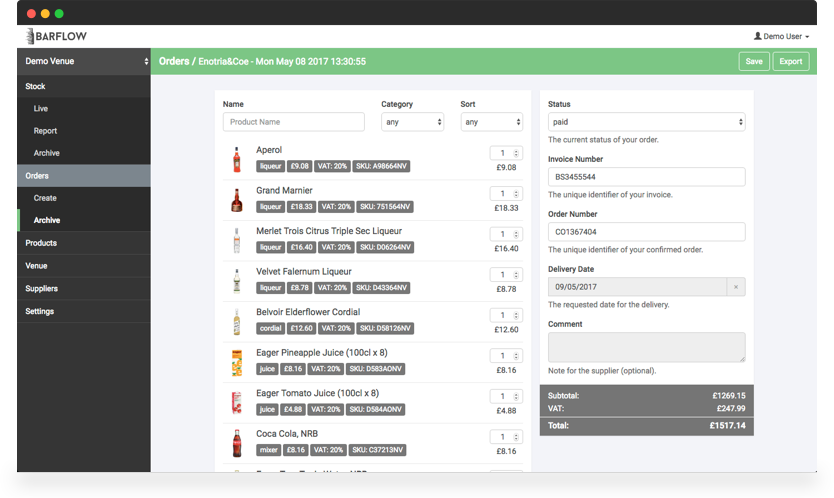 BARFLOW
Demo User
Demo Venue
Orders / Enotria&Coe - Mon May 08 2017 13:30:55
Save
Export
Stock
Live
Report
Archive
Orders
Create
Archive
Products
Venue
Suppliers
Settings
Name
Category
Sort
Product Name
any
any
Aperol
liqueur £9.08 VAT: 20% SKU: A98664NV
1
£9.08
Grand Marnier
liqueur £18.33 VAT: 20% SKU: 751564NV
1
£18.33
Merlet Trois Citrus Triple Sec Liqueur
liqueur £16.40 VAT: 20% SKU: D06264NV
1
£16.40
Velvet Falernum Liqueur
liqueur £8.78 VAT: 20% SKU: D43364NV
1
£8.78
Belvoir Elderflower Cordial
cordial £12.60 VAT: 20% SKU: D58126NV
1
£12.60
Eager Pineapple Juice (100cl x 8)
juice £8.16 VAT: 20% SKU: D583AONV
1
£8.16
Eager Tomato Juice (100cl x 8)
juice £4.88 VAT: 20% SKU: D584AONV
1
£4.88
Coca Cola, NRB
mixer £8.16 VAT: 20% SKU: C37213NV
1
£8.16
Status
paid
The current status of your order.
Invoice Number
BS3455544
The unique identifier of your invoice.
Order Number
CO1367404
The unique identifier of your confirmed order.
Delivery Date
09/05/2017
×
The requested date for the delivery.
Comment
Note for the supplier (optional).
Subtotal: £1269.15
VAT: £247.99
Total: £1517.14